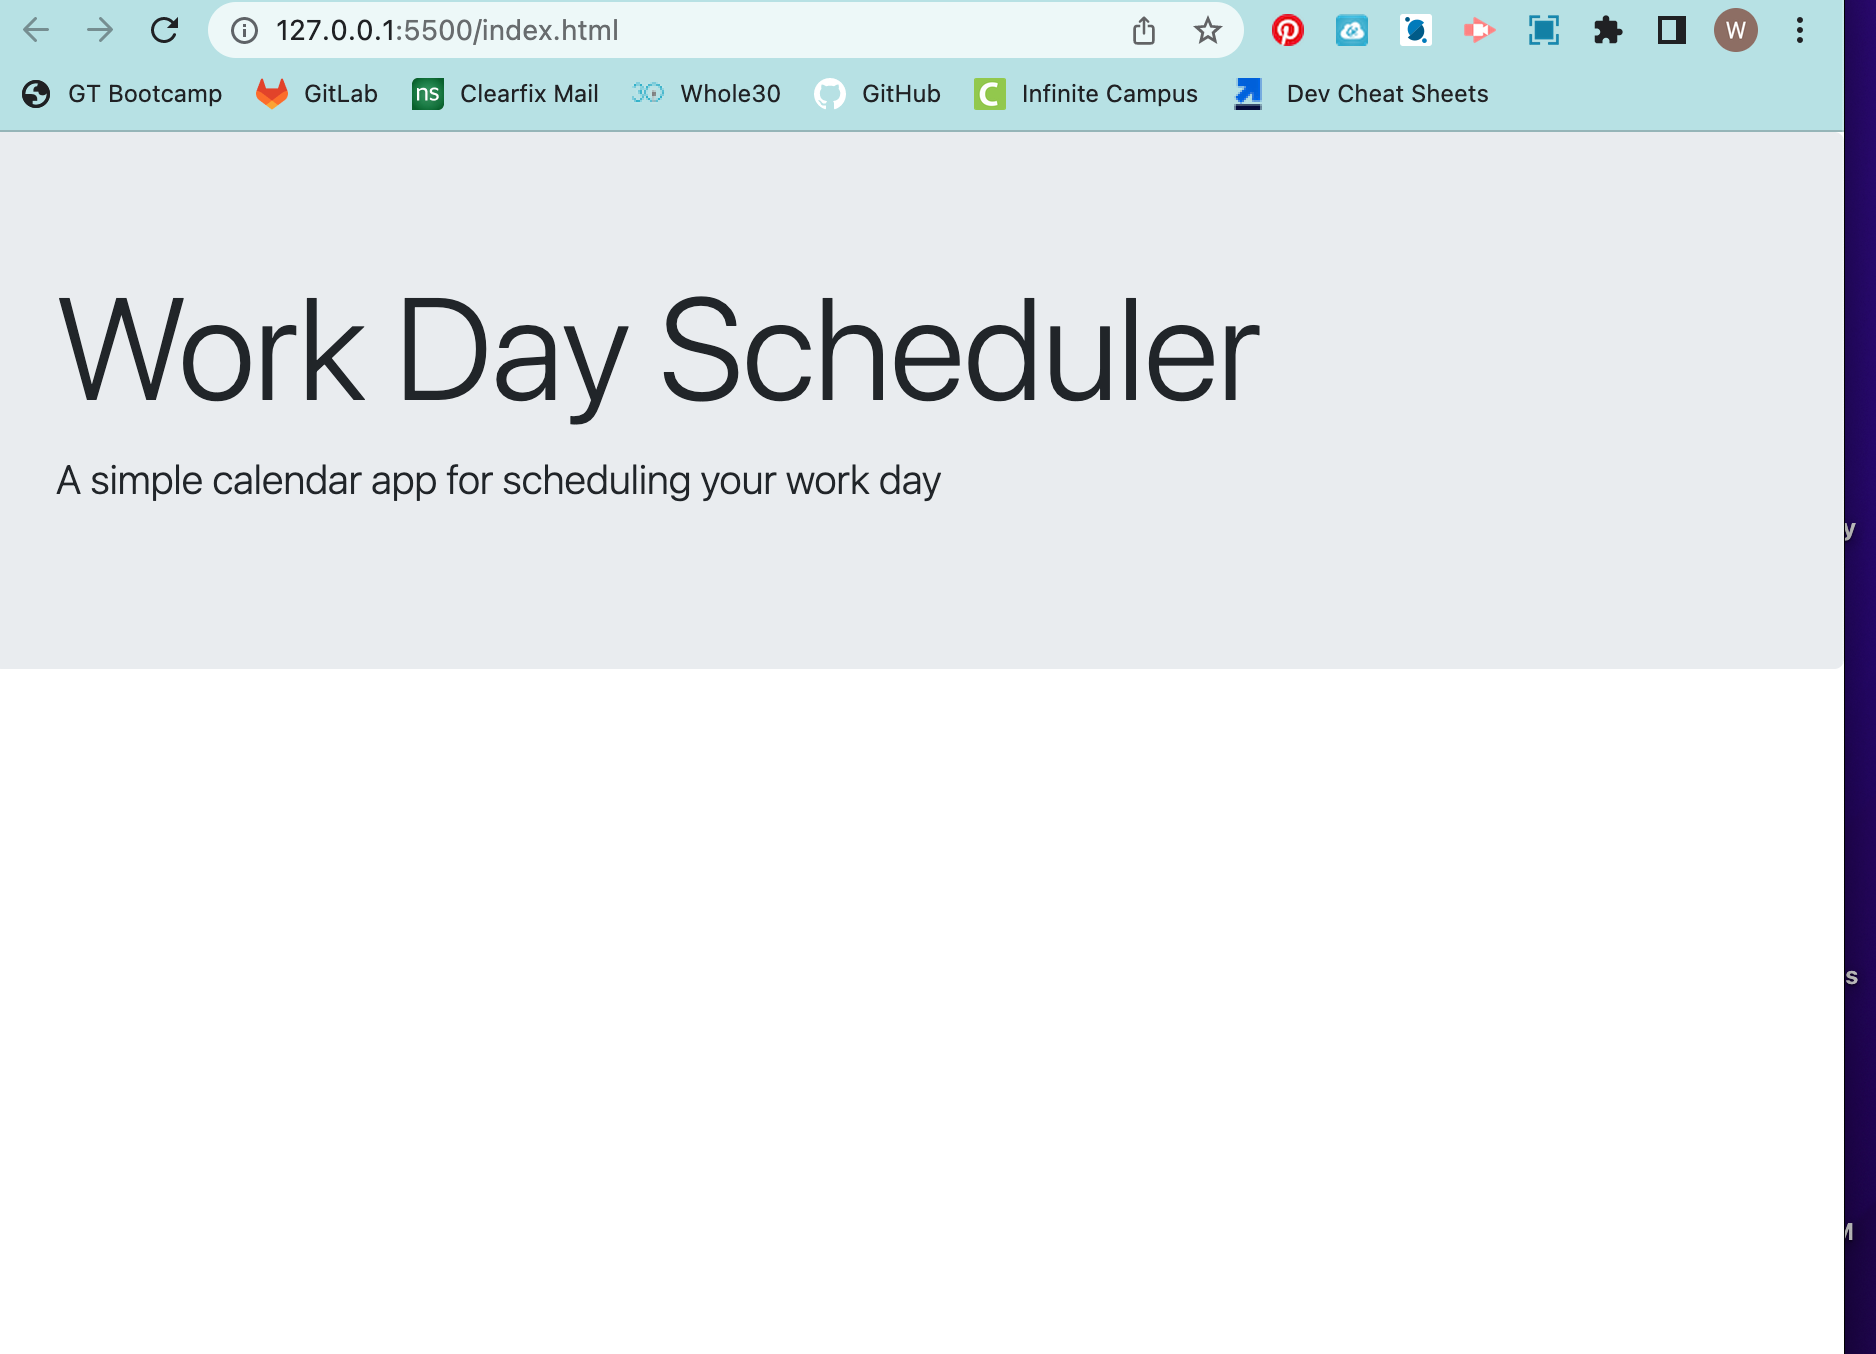 127.0.0.1:5500/index.html
W
GT Bootcamp GitLab ns Clearfix Mail 30 Whole30 GitHub C Infinite Campus Dev Cheat Sheets
Work Day Scheduler
A simple calendar app for scheduling your work day
y
s